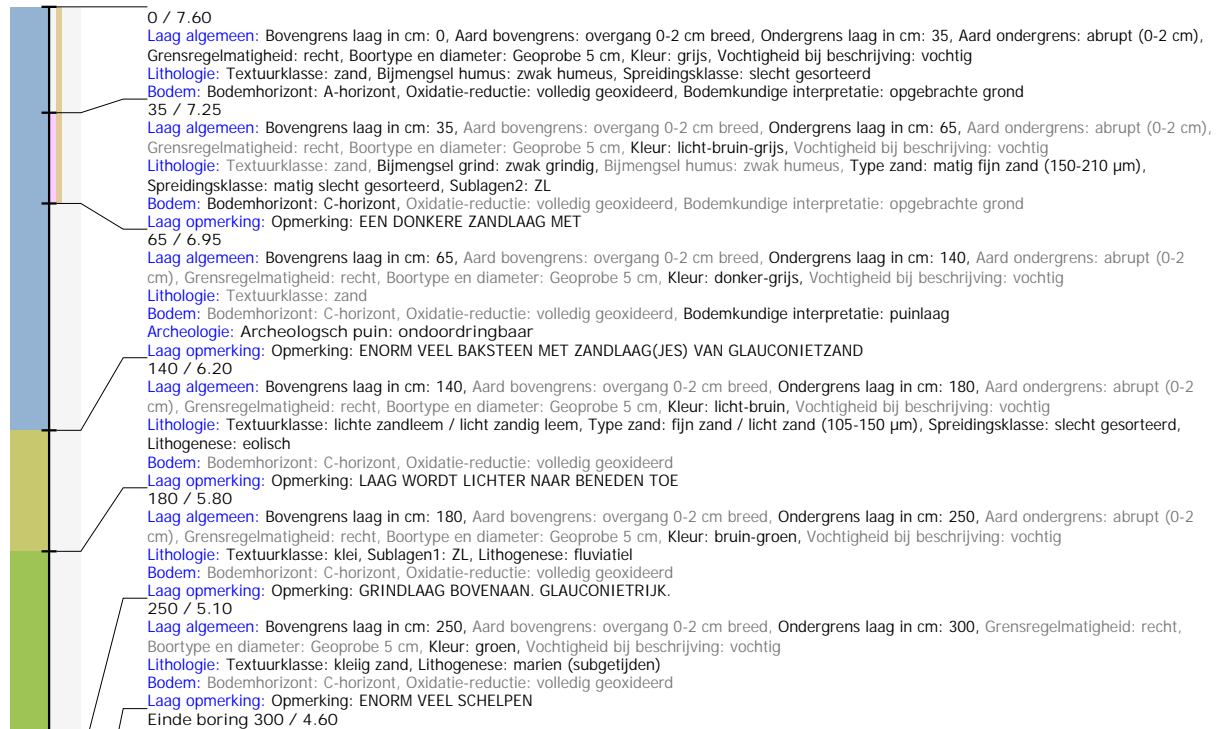 0 / 7.60
Laag algemeen: Bovengrens laag in cm: 0, Aard bovengrens: overgang 0-2 cm breed, Ondergrens laag in cm: 35, Aard ondergrens: abrupt (0-2 cm),
Grensregelmatigheid: recht, Boortype en diameter: Geoprobe 5 cm, Kleur: grijs, Vochtigheid bij beschrijving: vochtig
Lithologie: Textuurklasse: zand, Bijmengsel humus: zwak humeus, Spreidingsklasse: slecht gesorteerd
Bodem: Bodemhorizont: A-horizont, Oxidatie-reductie: volledig geoxideerd, Bodemkundige interpretatie: opgebrachte grond
35 / 7.25
Laag algemeen: Bovengrens laag in cm: 35, Aard bovengrens: overgang 0-2 cm breed, Ondergrens laag in cm: 65, Aard ondergrens: abrupt (0-2 cm),
Grensregelmatigheid: recht, Boortype en diameter: Geoprobe 5 cm, Kleur: licht-bruin-grijs, Vochtigheid bij beschrijving: vochtig
Lithologie: Textuurklasse: zand, Bijmengsel grind: zwak grindig, Bijmengsel humus: zwak humeus, Type zand: matig fijn zand (150-210 µm),
Spreidingsklasse: matig slecht gesorteerd, Sublagen2: ZL
Bodem: Bodemhorizont: C-horizont, Oxidatie-reductie: volledig geoxideerd, Bodemkundige interpretatie: opgebrachte grond
Laag opmerking: Opmerking: EEN DONKERE ZANDLAAG MET
65 / 6.95
Laag algemeen: Bovengrens laag in cm: 65, Aard bovengrens: overgang 0-2 cm breed, Ondergrens laag in cm: 140, Aard ondergrens: abrupt (0-2
cm), Grensregelmatigheid: recht, Boortype en diameter: Geoprobe 5 cm, Kleur: donker-grijs, Vochtigheid bij beschrijving: vochtig
Lithologie: Textuurklasse: zand
Bodem: Bodemhorizont: C-horizont, Oxidatie-reductie: volledig geoxideerd, Bodemkundige interpretatie: puinlaag
Archeologie: Archeologsch puin: ondoordringbaar
Laag opmerking: Opmerking: ENORM VEEL BAKSTEEN MET ZANDLAAG(JES) VAN GLAUCONIETZAND
140 / 6.20
Laag algemeen: Bovengrens laag in cm: 140, Aard bovengrens: overgang 0-2 cm breed, Ondergrens laag in cm: 180, Aard ondergrens: abrupt (0-2
cm), Grensregelmatigheid: recht, Boortype en diameter: Geoprobe 5 cm, Kleur: licht-bruin, Vochtigheid bij beschrijving: vochtig
Lithologie: Textuurklasse: lichte zandleem / licht zandig leem, Type zand: fijn zand / licht zand (105-150 µm), Spreidingsklasse: slecht gesorteerd,
Lithogenese: eolisch
Bodem: Bodemhorizont: C-horizont, Oxidatie-reductie: volledig geoxideerd
Laag opmerking: Opmerking: LAAG WORDT LICHTER NAAR BENEDEN TOE
180 / 5.80
Laag algemeen: Bovengrens laag in cm: 180, Aard bovengrens: overgang 0-2 cm breed, Ondergrens laag in cm: 250, Aard ondergrens: abrupt (0-2
cm), Grensregelmatigheid: recht, Boortype en diameter: Geoprobe 5 cm, Kleur: bruin-groen, Vochtigheid bij beschrijving: vochtig
Lithologie: Textuurklasse: klei, Sublagen1: ZL, Lithogenese: fluviatiel
Bodem: Bodemhorizont: C-horizont, Oxidatie-reductie: volledig geoxideerd
Laag opmerking: Opmerking: GRINDLAAG BOVENAAN. GLAUCONIETRIJK.
250 / 5.10
Laag algemeen: Bovengrens laag in cm: 250, Aard bovengrens: overgang 0-2 cm breed, Ondergrens laag in cm: 300, Grensregelmatigheid: recht,
Boortype en diameter: Geoprobe 5 cm, Kleur: groen, Vochtigheid bij beschrijving: vochtig
Lithologie: Textuurklasse: kleiig zand, Lithogenese: marien (subgetijden)
Bodem: Bodemhorizont: C-horizont, Oxidatie-reductie: volledig geoxideerd
Laag opmerking: Opmerking: ENORM VEEL SCHELPEN
Einde boring 300 / 4.60